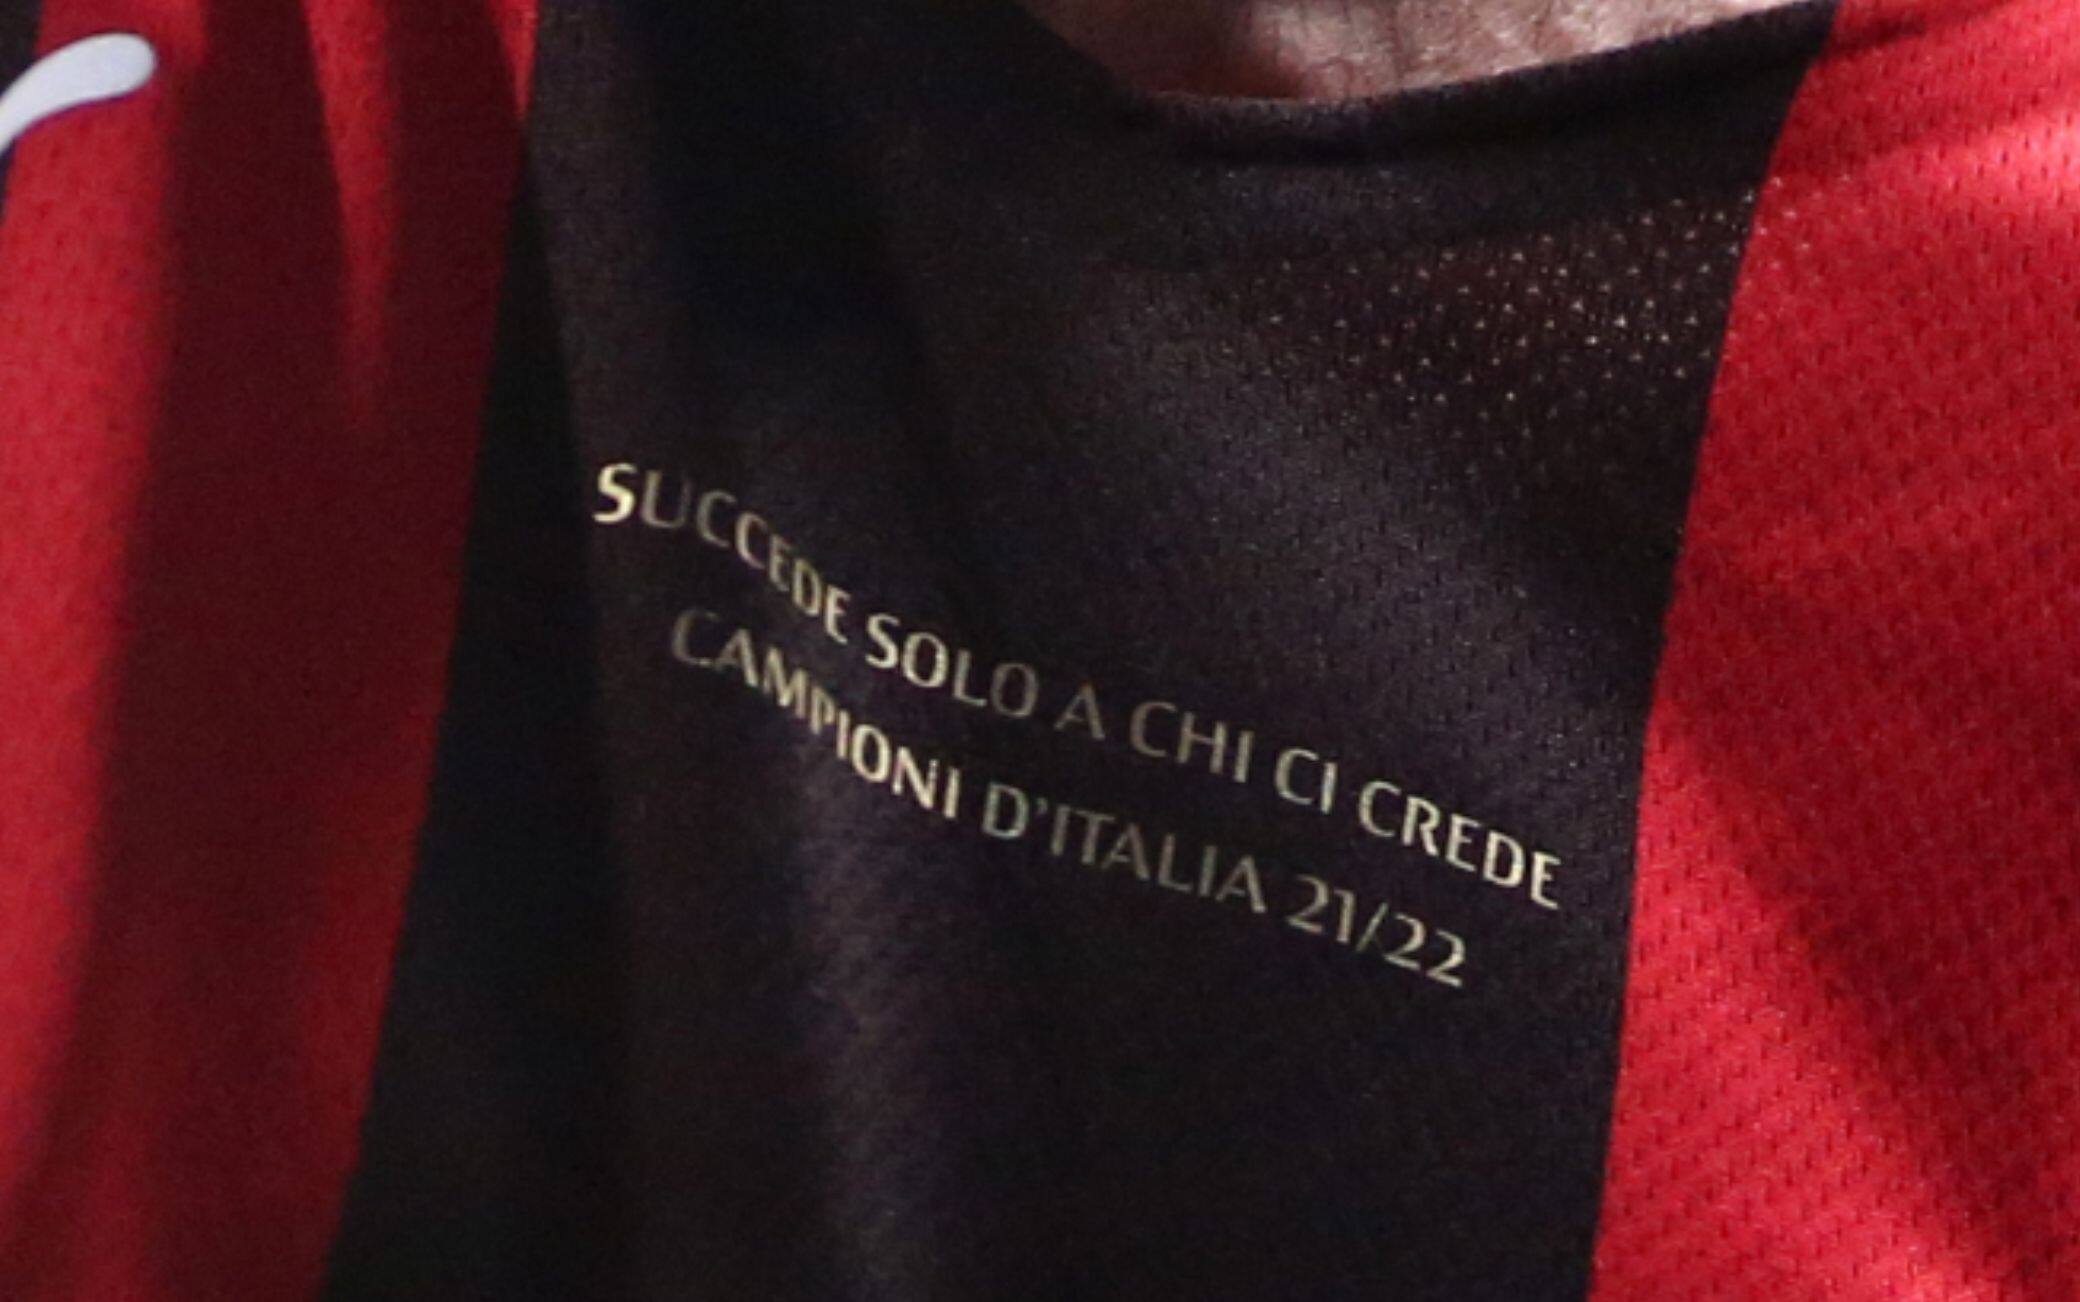 SUCCEDE SOLO A CHI CI CREDE
CAMPIONI D'ITALIA 21/22